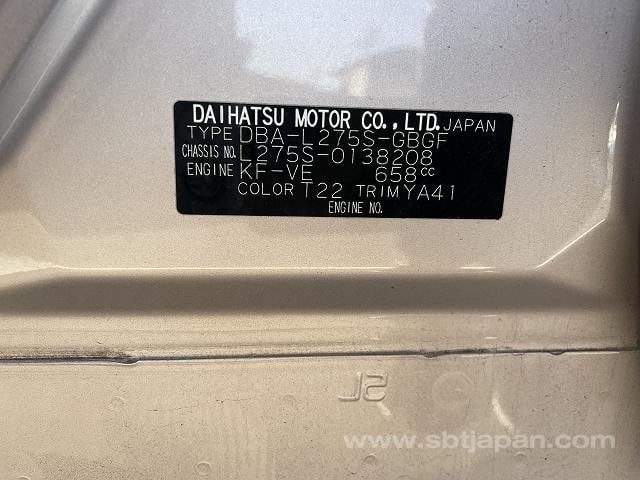 DAIHATSU MOTOR CO.,LTD. JAPAN
TYPE DBA-L275S-GBGF
CHASSIS NO. L275S-0138208
ENGINE KF-VE 658cc
COLOR T22 TRIM YA41
ENGINE NO.
www.sbtjapan.com